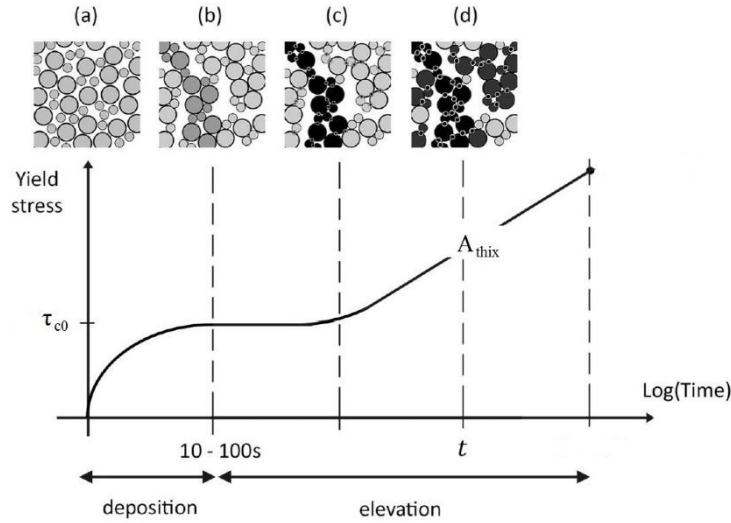 (a) (b) (c) (d)
Yield
stress
A_thix
τ_c0
Log(Time)
10 - 100s t
deposition elevation